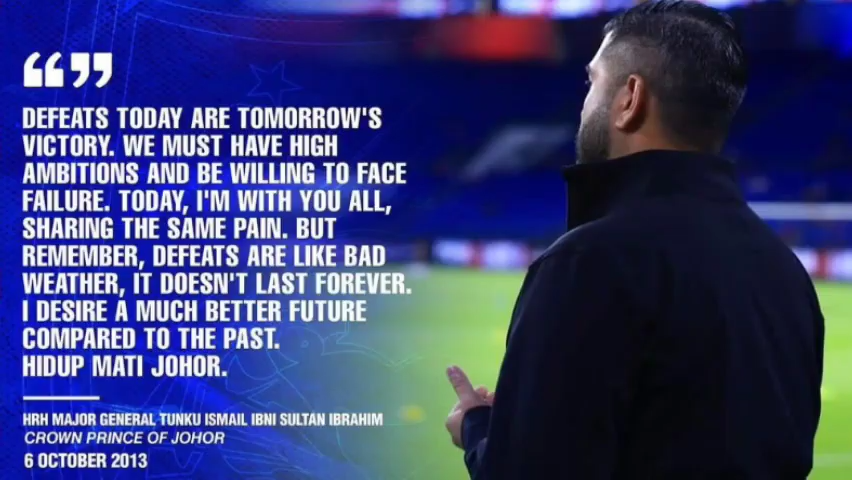 DEFEATS TODAY ARE TOMORROW'S
VICTORY. WE MUST HAVE HIGH
AMBITIONS AND BE WILLING TO FACE
FAILURE. TODAY, I'M WITH YOU ALL,
SHARING THE SAME PAIN. BUT
REMEMBER, DEFEATS ARE LIKE BAD
WEATHER, IT DOESN'T LAST FOREVER.
I DESIRE A MUCH BETTER FUTURE
COMPARED TO THE PAST.
HIDUP MATI JOHOR.
HRH MAJOR GENERAL TUNKU ISMAIL IBNI SULTAN IBRAHIM
CROWN PRINCE OF JOHOR
6 OCTOBER 2013